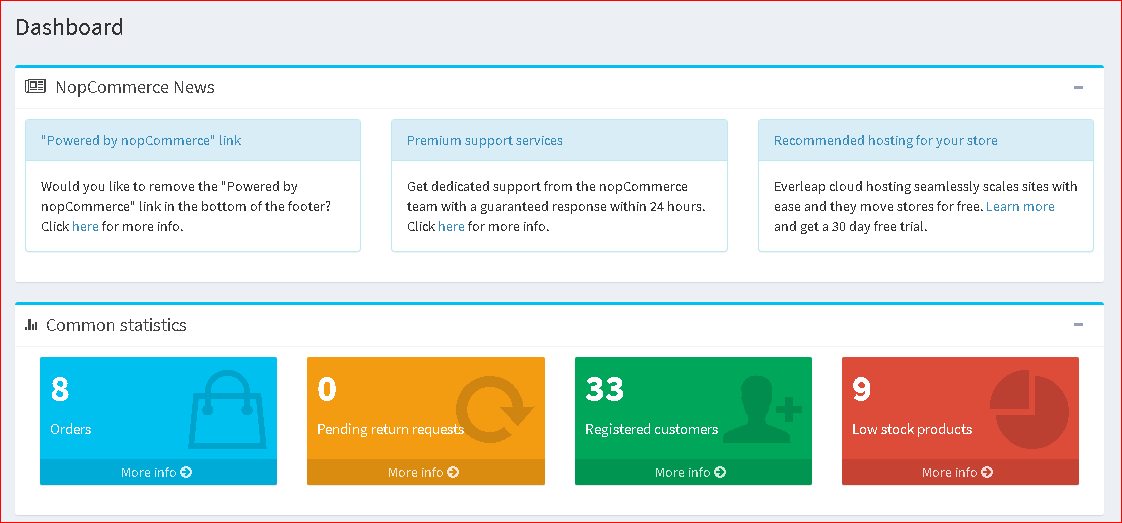 Dashboard
NopCommerce News
"Powered by nopCommerce" link
Would you like to remove the "Powered by
nopCommerce" link in the bottom of the footer?
Click here for more info.
Premium support services
Get dedicated support from the nopCommerce
team with a guaranteed response within 24 hours.
Click here for more info.
Recommended hosting for your store
Everleap cloud hosting seamlessly scales sites with
ease and they move stores for free. Learn more
and get a 30 day free trial.
Common statistics
8
Orders
More info
0
Pending return requests
More info
33
Registered customers
More info
9
Low stock products
More info